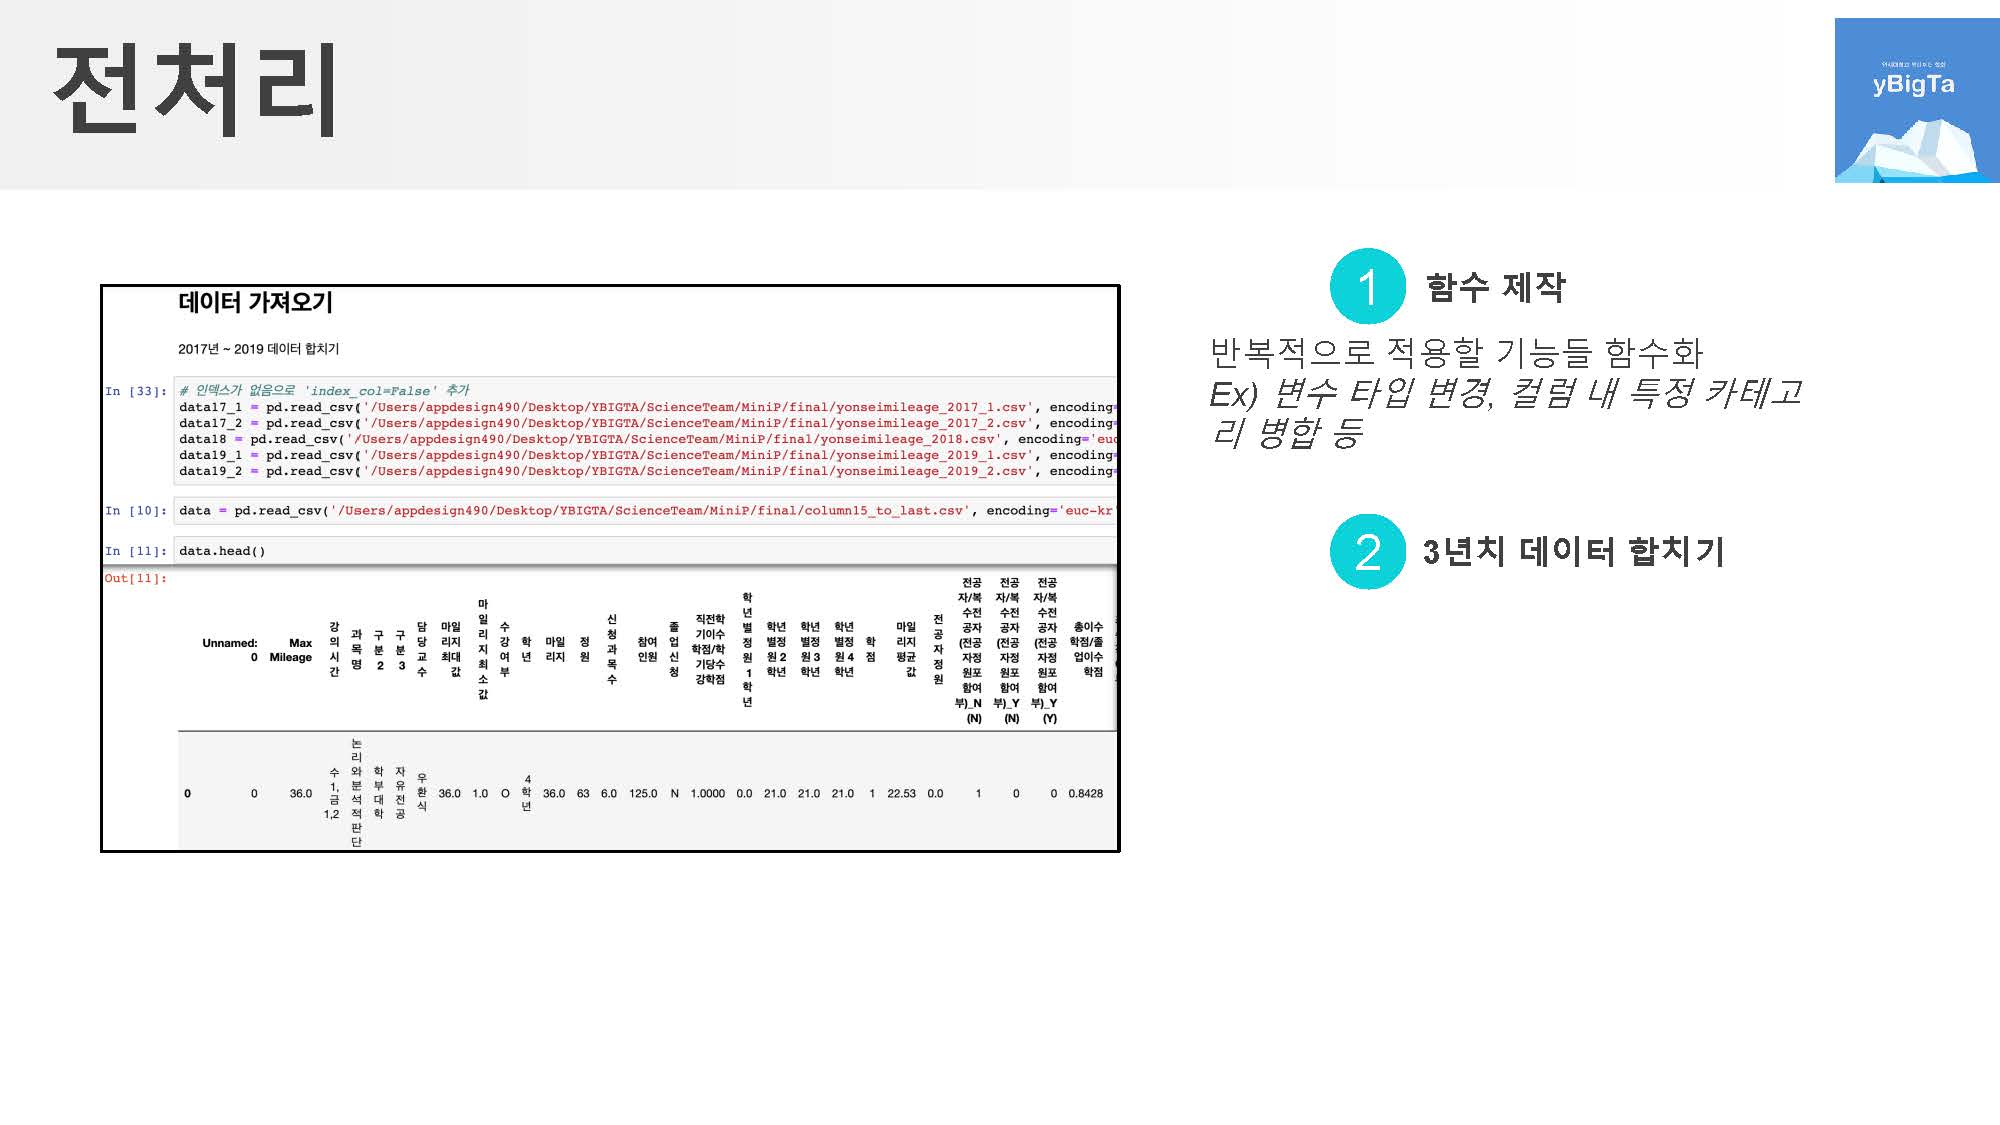 전처리
연세대학교 빅데이터 학회
yBigTa
데이터 가져오기
2017년 ~ 2019 데이터 합치기
In [33]: # 인덱스가 없음으로 'index_col=False' 추가
data17_1 = pd.read_csv('/Users/appdesign490/Desktop/YBIGTA/ScienceTeam/MiniP/final/yonseimileage_2017_1.csv', encoding=
data17_2 = pd.read_csv('/Users/appdesign490/Desktop/YBIGTA/ScienceTeam/MiniP/final/yonseimileage_2017_2.csv', encoding=
data18 = pd.read_csv('/Users/appdesign490/Desktop/YBIGTA/ScienceTeam/MiniP/final/yonseimileage_2018.csv', encoding='euc
data19_1 = pd.read_csv('/Users/appdesign490/Desktop/YBIGTA/ScienceTeam/MiniP/final/yonseimileage_2019_1.csv', encoding=
data19_2 = pd.read_csv('/Users/appdesign490/Desktop/YBIGTA/ScienceTeam/MiniP/final/yonseimileage_2019_2.csv', encoding=
In [10]: data = pd.read_csv('/Users/appdesign490/Desktop/YBIGTA/ScienceTeam/MiniP/final/column15_to_last.csv', encoding='euc-kr'
In [11]: data.head()
Out[11]:
Unnamed: 0 Max Mileage 강의시간 과목명 구분2 구분3 담당교수 마일리지최대값 마일리지최소값 수강여부 학년 마일리지 정원 신청과목수 참여인원 졸업신청 직전학기이수학점/학기당수강학점 학년별정원1학년 학년별정원2학년 학년별정원3학년 학년별정원4학년 학점 마일리지평균값 전공자정원 전공자/복수전공자(전공자정원포함여부)_N(N) 전공자/복수전공자(전공자정원포함여부)_Y(N) 전공자/복수전공자(전공자정원포함여부)_Y(Y) 총이수학점/졸업이수학점
0 0 36.0 수1,금1,2 논리와분석적판단 학부대학 자유전공 우환식 36.0 1.0 O 4학년 36.0 63 6.0 125.0 N 1.0000 0.0 21.0 21.0 21.0 1 22.53 0.0 1 0 0 0.8428
1 함수 제작
반복적으로 적용할 기능들 함수화
Ex) 변수 타입 변경, 컬럼 내 특정 카테고
리 병합 등
2 3년치 데이터 합치기